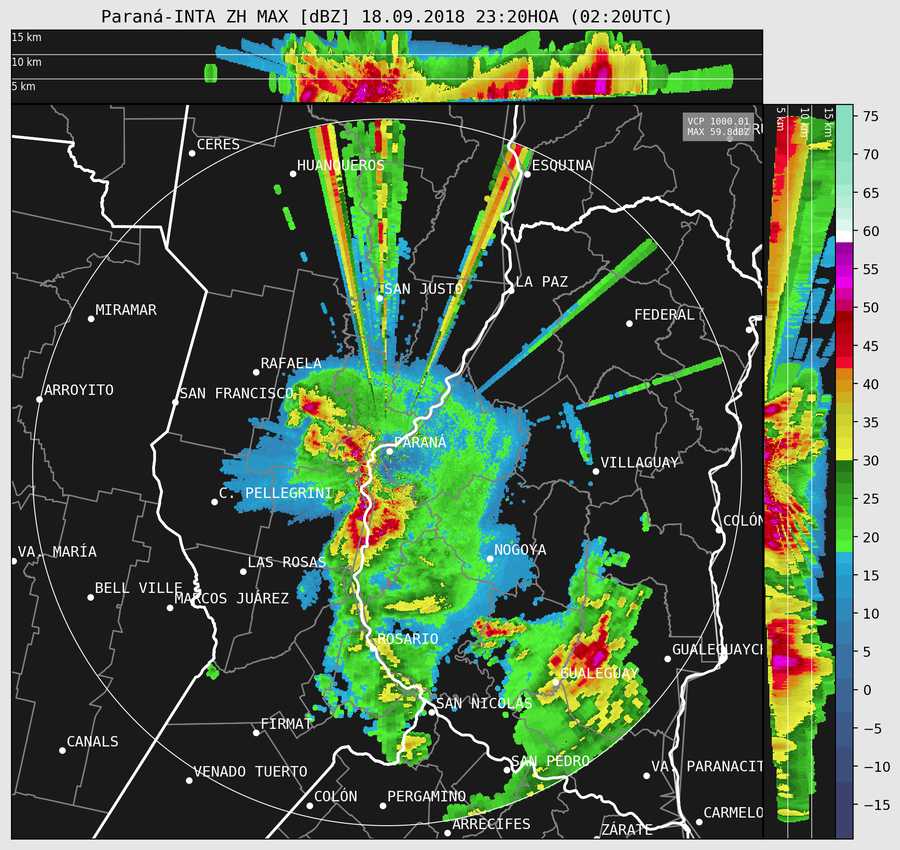 Paraná-INTA ZH MAX [dBZ] 18.09.2018 23:20HOA (02:20UTC)
15 km
10 km
5 km
5 km
10 km
15 km
VCP 1000.01
MAX 59.8dBZ
CERES
HUANQUEROS
ESQUINA
SAN JUSTO
LA PAZ
MIRAMAR
FEDERAL
RAFAELA
ARROYITO
SAN FRANCISCO
PARANÁ
VILLAGUAY
C. PELLEGRINI
COLÓN
VA. MARÍA
NOGOYA
LAS ROSAS
BELL VILLE
MARCOS JUÁREZ
ROSARIO
GUALEGUAYCH
GUALEGUAY
SAN NICOLAS
FIRMAT
CANALS
SAN PEDRO
VENADO TUERTO
VA. PARANACIT
COLÓN
PERGAMINO
CARMELO
ARRECIFES
ZÁRATE
75
70
65
60
55
50
45
40
35
30
25
20
15
10
5
0
−5
−10
−15